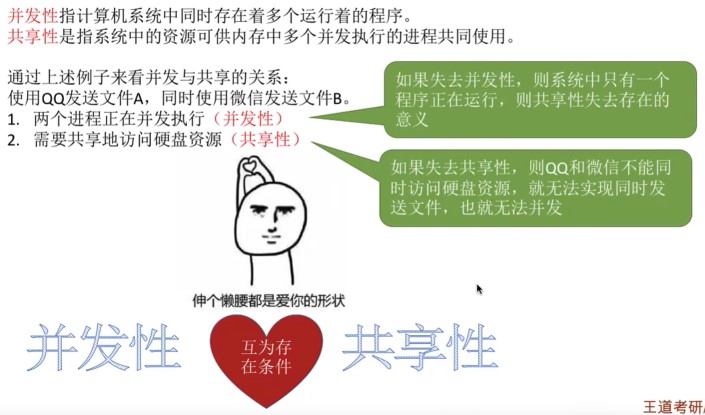 并发性指计算机系统中同时存在着多个运行着的程序。
共享性是指系统中的资源可供内存中多个并发执行的进程共同使用。
通过上述例子来看并发与共享的关系：
使用QQ发送文件A，同时使用微信发送文件B。
1. 两个进程正在并发执行（并发性）
2. 需要共享地访问硬盘资源（共享性）
如果失去并发性，则系统中只有一个
程序正在运行，则共享性失去存在的
意义
如果失去共享性，则QQ和微信不能同
时访问硬盘资源，就无法实现同时发
送文件，也就无法并发
伸个懒腰都是爱你的形状
并发性
互为存
在条件
共享性
王道考研